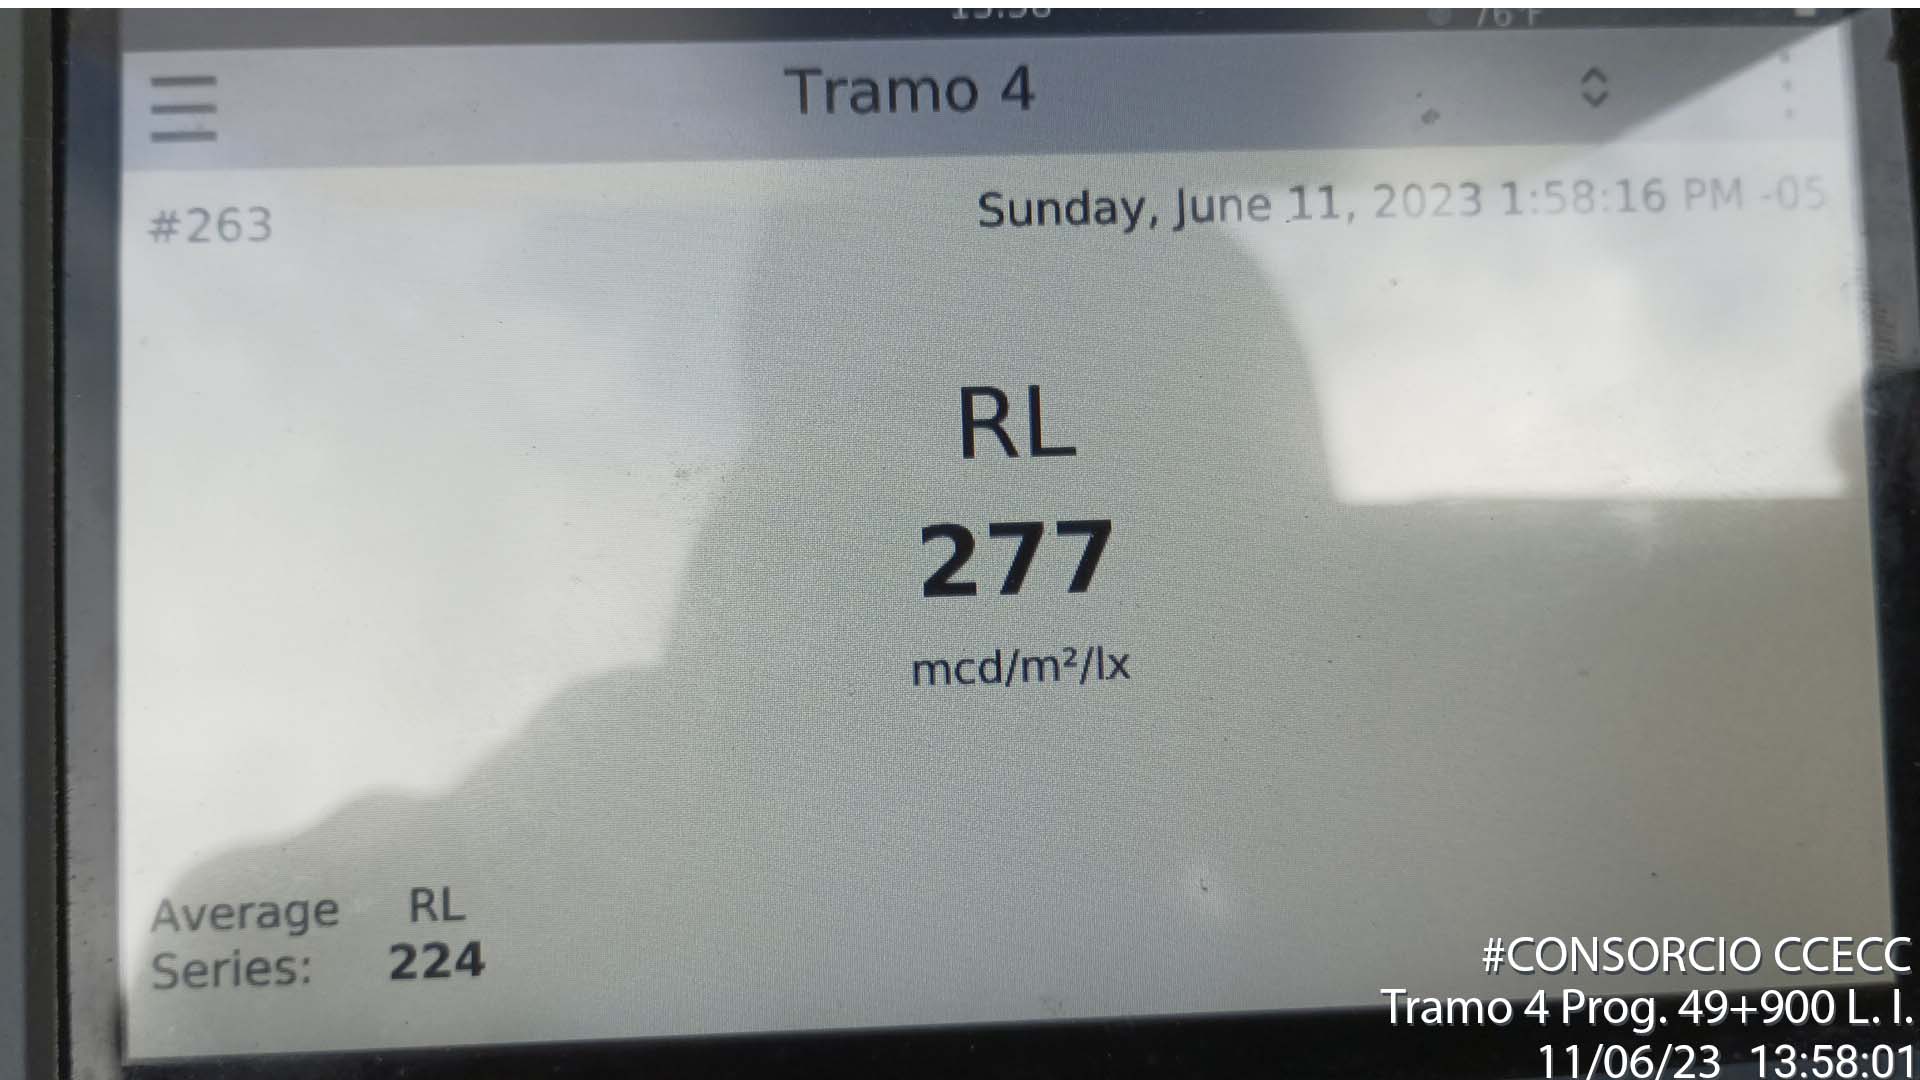 13:58
76°F
Tramo 4
#263
Sunday, June 11, 2023 1:58:16 PM -05
RL
277
mcd/m²/lx
Average RL
Series: 224
#CONSORCIO CCECC
Tramo 4 Prog. 49+900 L. I.
11/06/23 13:58:01